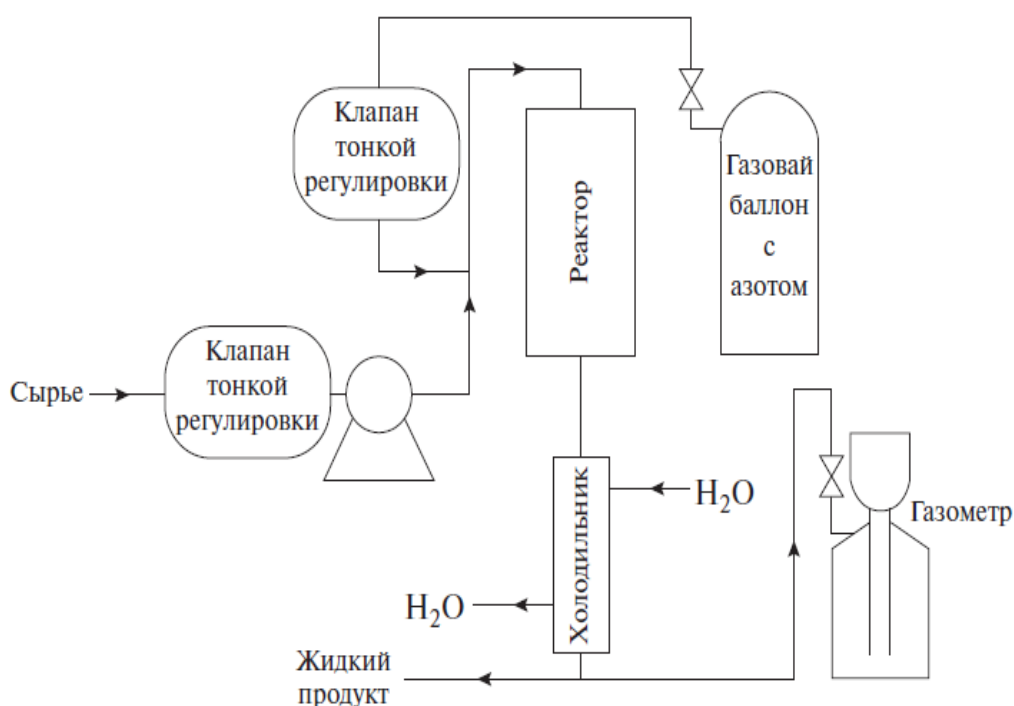 Клапан
тонкой
регулировки
Газовай
баллон
с
азотом
Реактор
Клапан
тонкой
регулировки
Сырье
Холодильник
H₂O
Газометр
H₂O
Жидкий
продукт